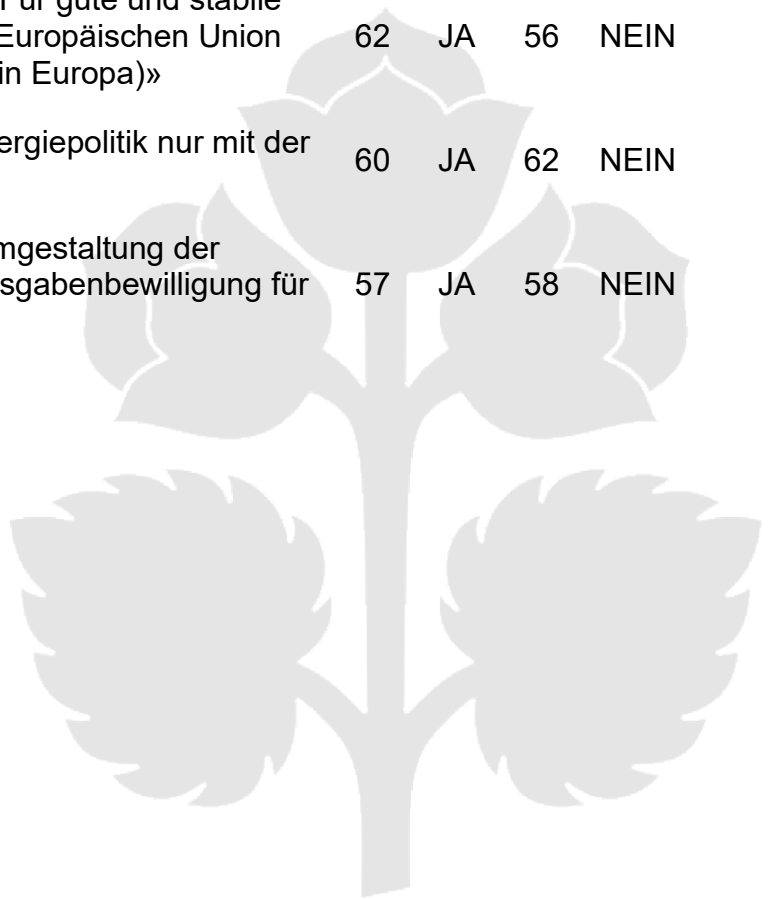 Für gute und stabile
Europäischen Union 62 JA 56 NEIN
in Europa)»
ergiepolitik nur mit der
60 JA 62 NEIN
mgestaltung der
sgabenbewilligung für 57 JA 58 NEIN